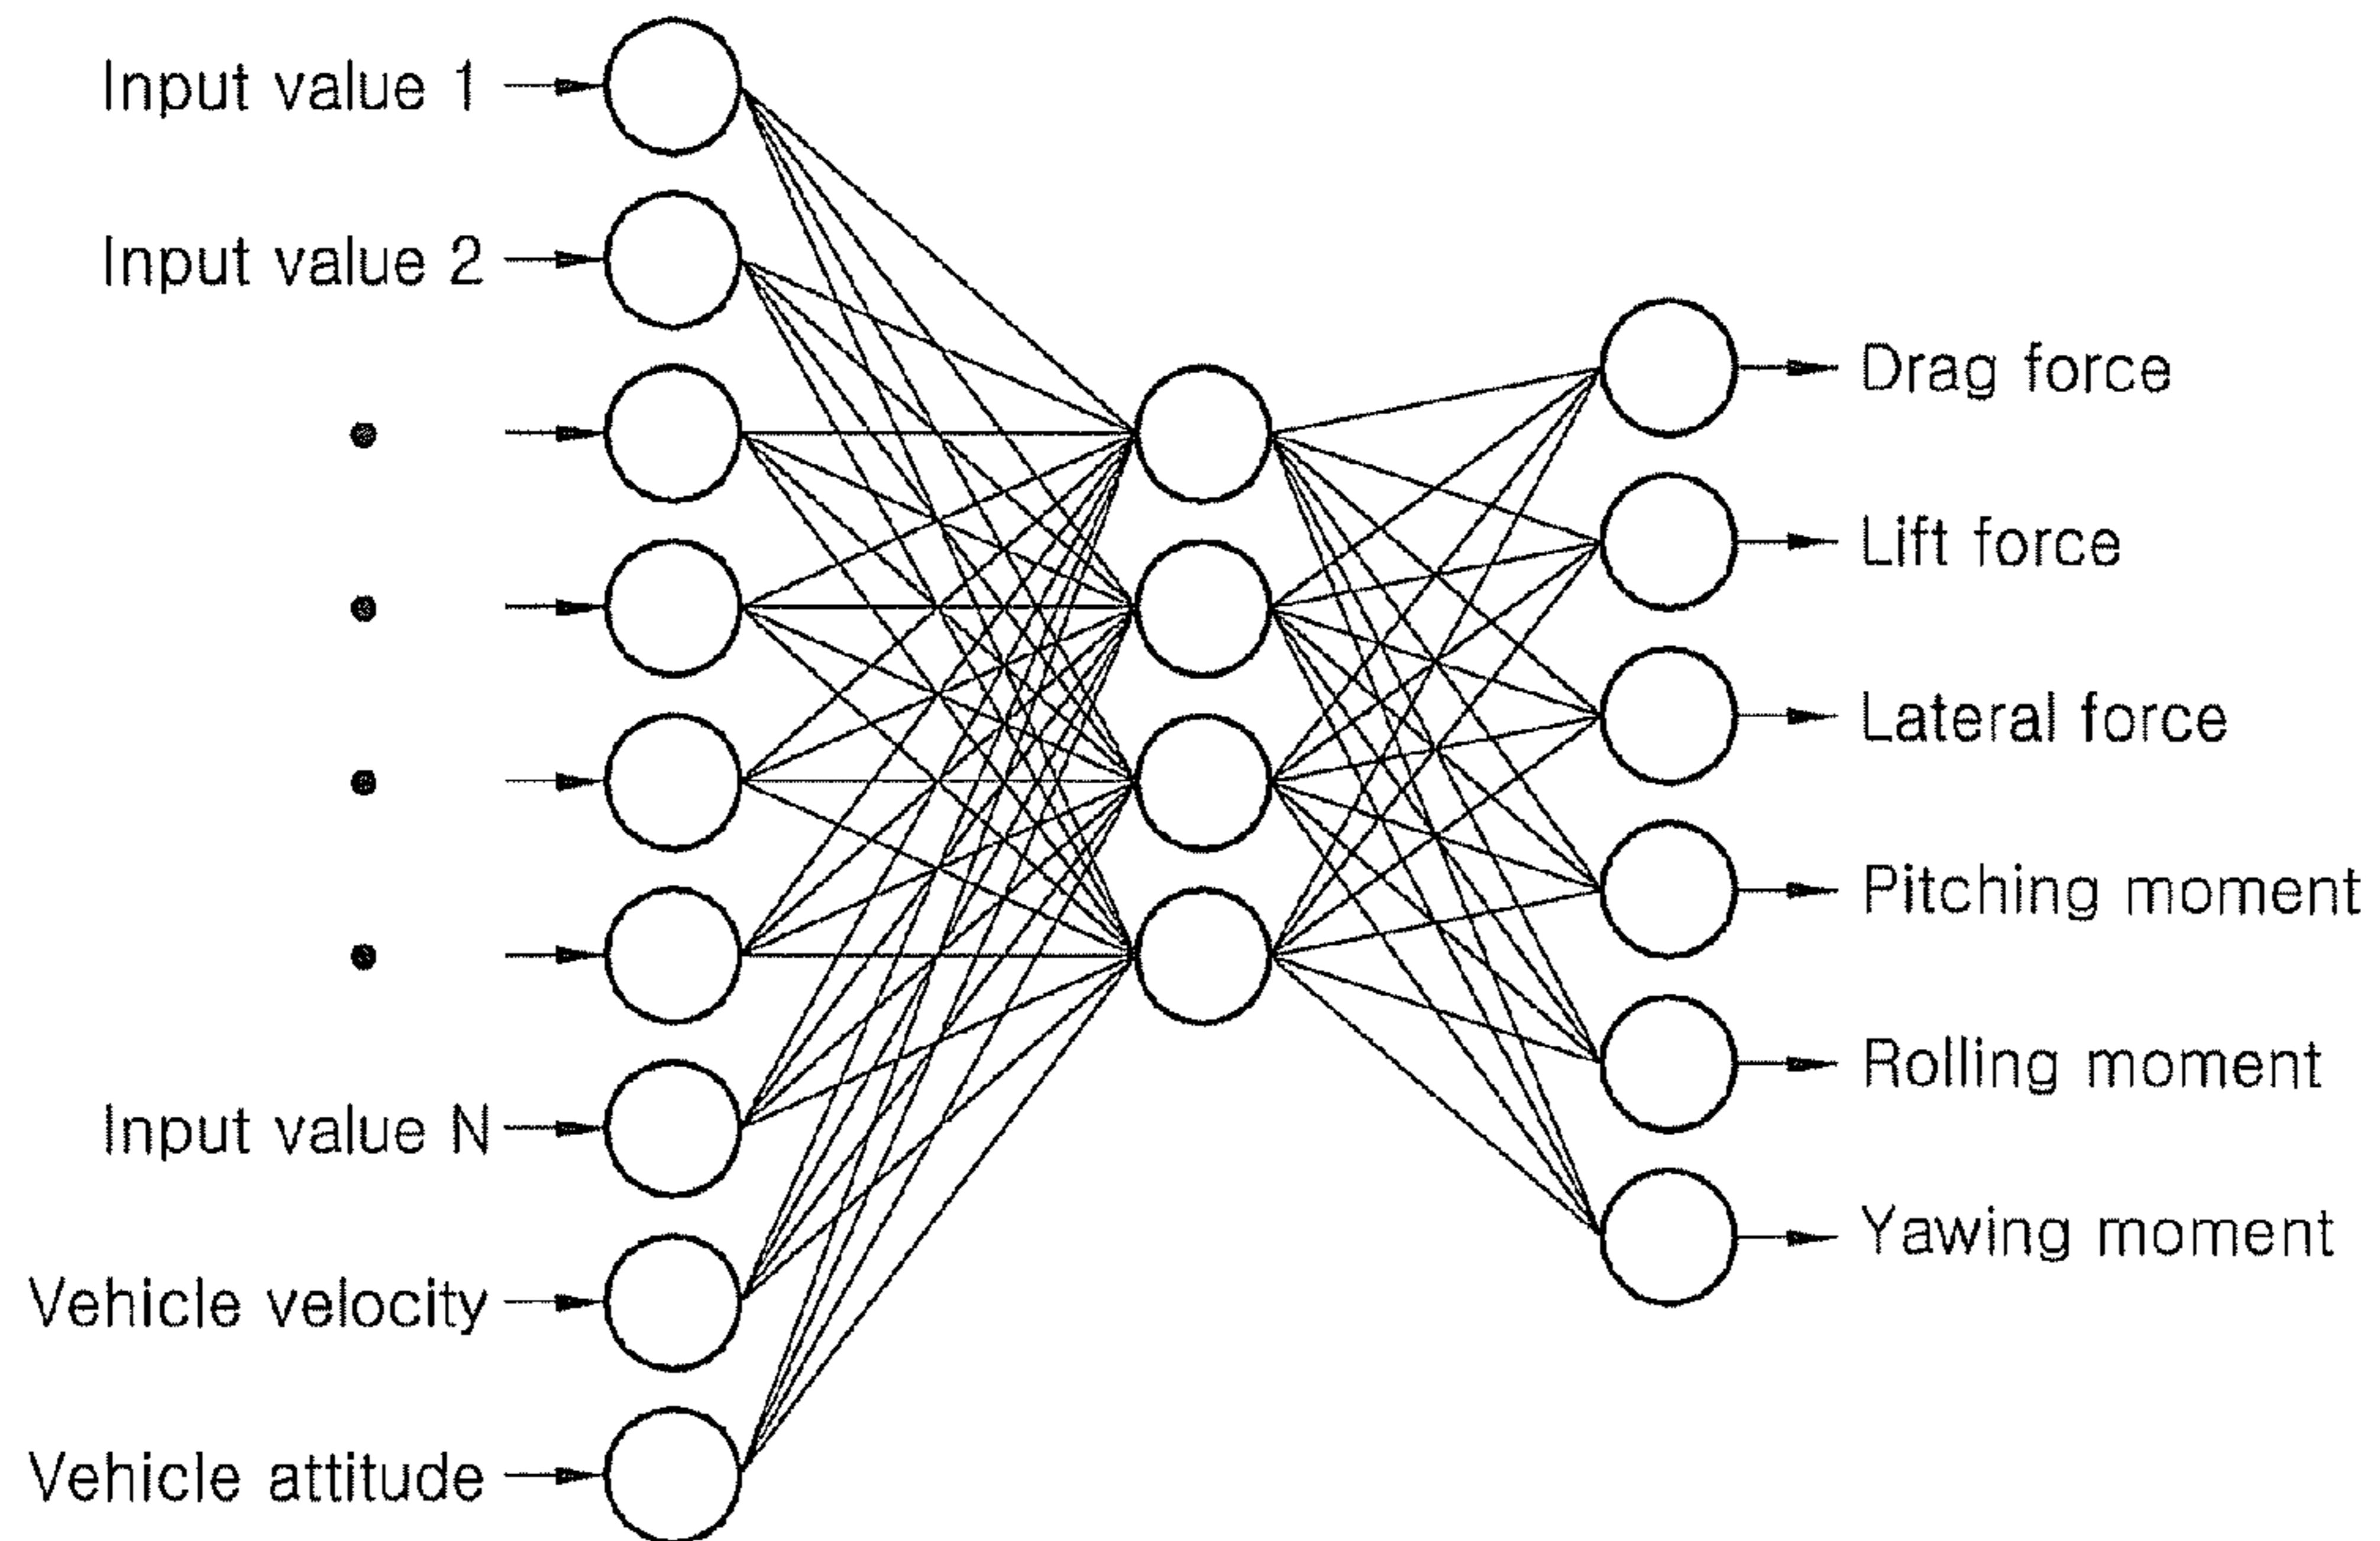 Input value 1
Input value 2
Input value N
Vehicle velocity
Vehicle attitude
Drag force
Lift force
Lateral force
Pitching moment
Rolling moment
Yawing moment